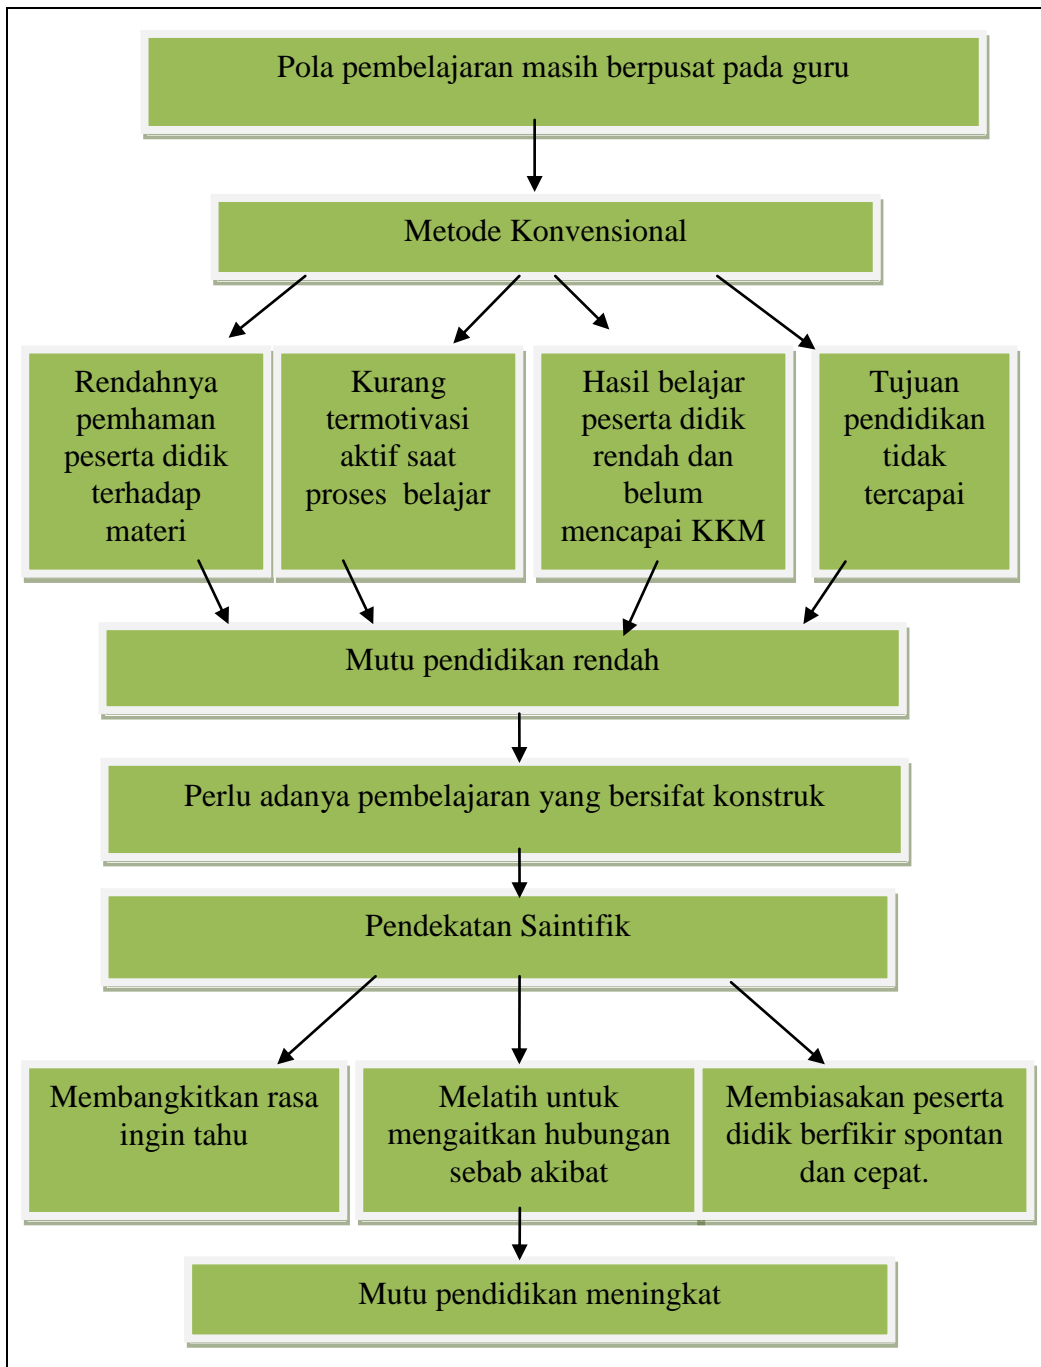 Pola pembelajaran masih berpusat pada guru
Metode Konvensional
Rendahnya
pemhaman
peserta didik
terhadap
materi
Kurang
termotivasi
aktif saat
proses belajar
Hasil belajar
peserta didik
rendah dan
belum
mencapai KKM
Tujuan
pendidikan
tidak
tercapai
Mutu pendidikan rendah
Perlu adanya pembelajaran yang bersifat konstruk
Pendekatan Saintifik
Membangkitkan rasa
ingin tahu
Melatih untuk
mengaitkan hubungan
sebab akibat
Membiasakan peserta
didik berfikir spontan
dan cepat.
Mutu pendidikan meningkat